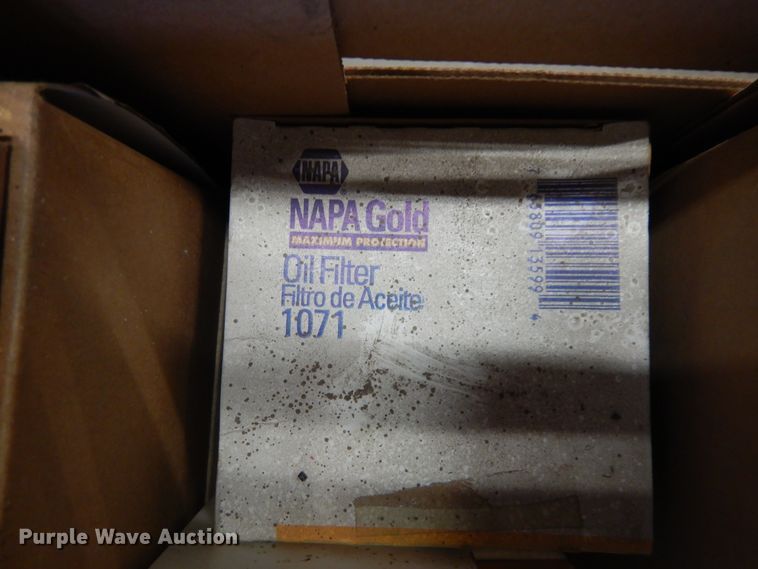 NAPA
NAPA Gold
MAXIMUM PROTECTION
Oil Filter
Filtro de Aceite
1071
Purple Wave Auction